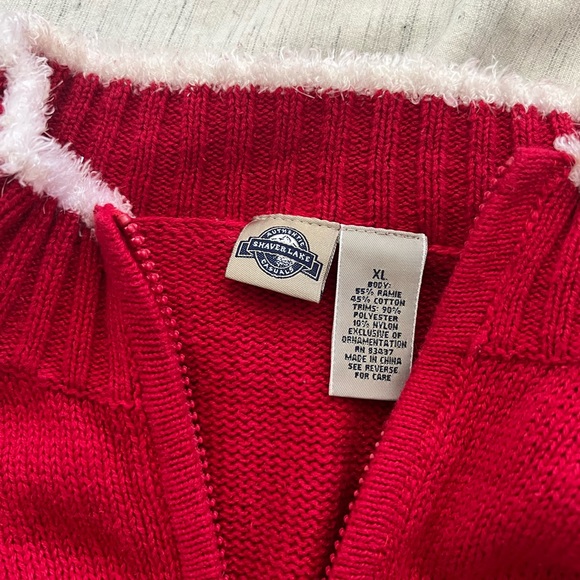 AUTHENTIC
SHAVER LAKE
CASUALS
XL
BODY:
55% RAMIE
45% COTTON
TRIMS: 90%
POLYESTER
10% NYLON
EXCLUSIVE OF
ORNAMENTATION
RN 83437
MADE IN CHINA
SEE REVERSE
FOR CARE